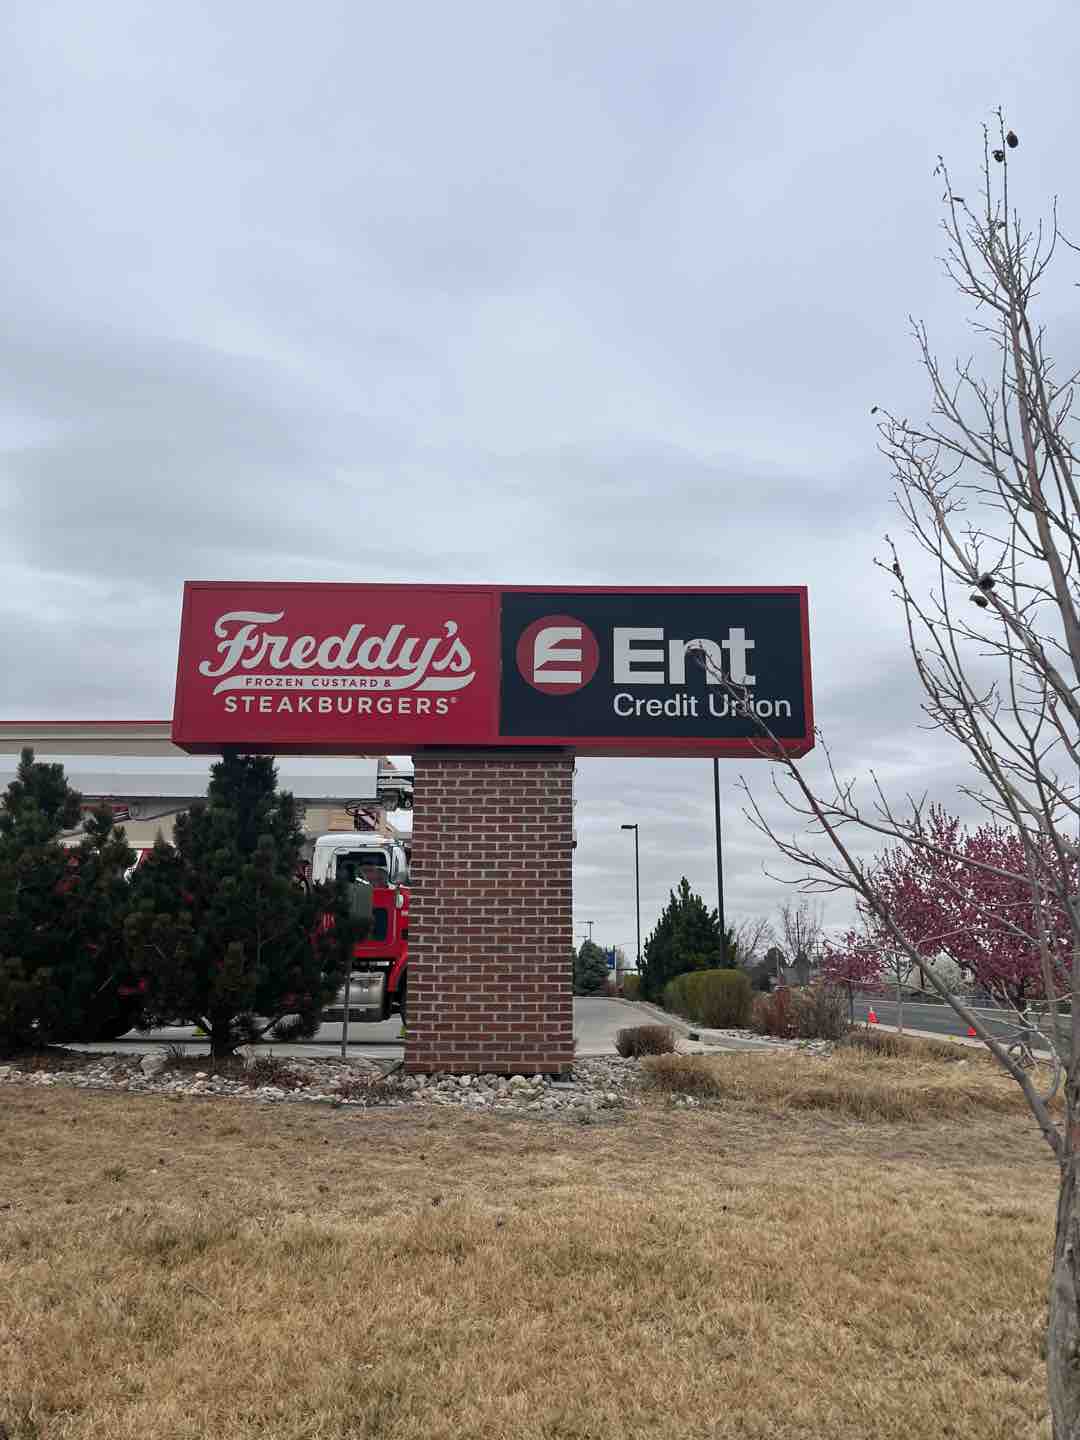 Freddy's
FROZEN CUSTARD &
STEAKBURGERS®
E Ent
Credit Union